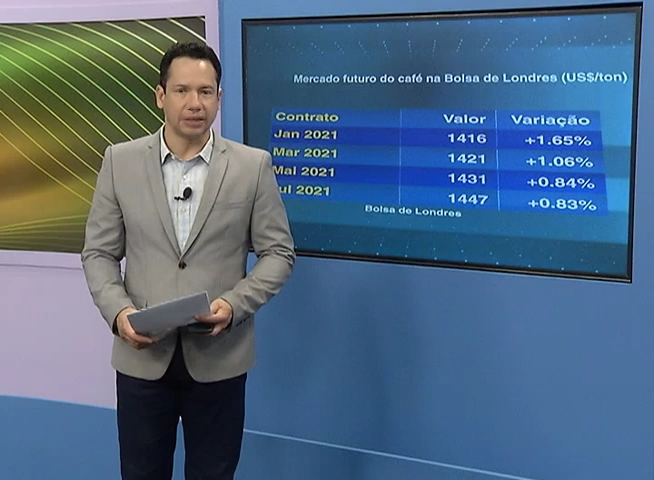 Mercado futuro do café na Bolsa de Londres (US$/ton)
Contrato Valor Variação
Jan 2021 1416 +1.65%
Mar 2021 1421 +1.06%
Mai 2021 1431 +0.84%
Jul 2021 1447 +0.83%
Bolsa de Londres